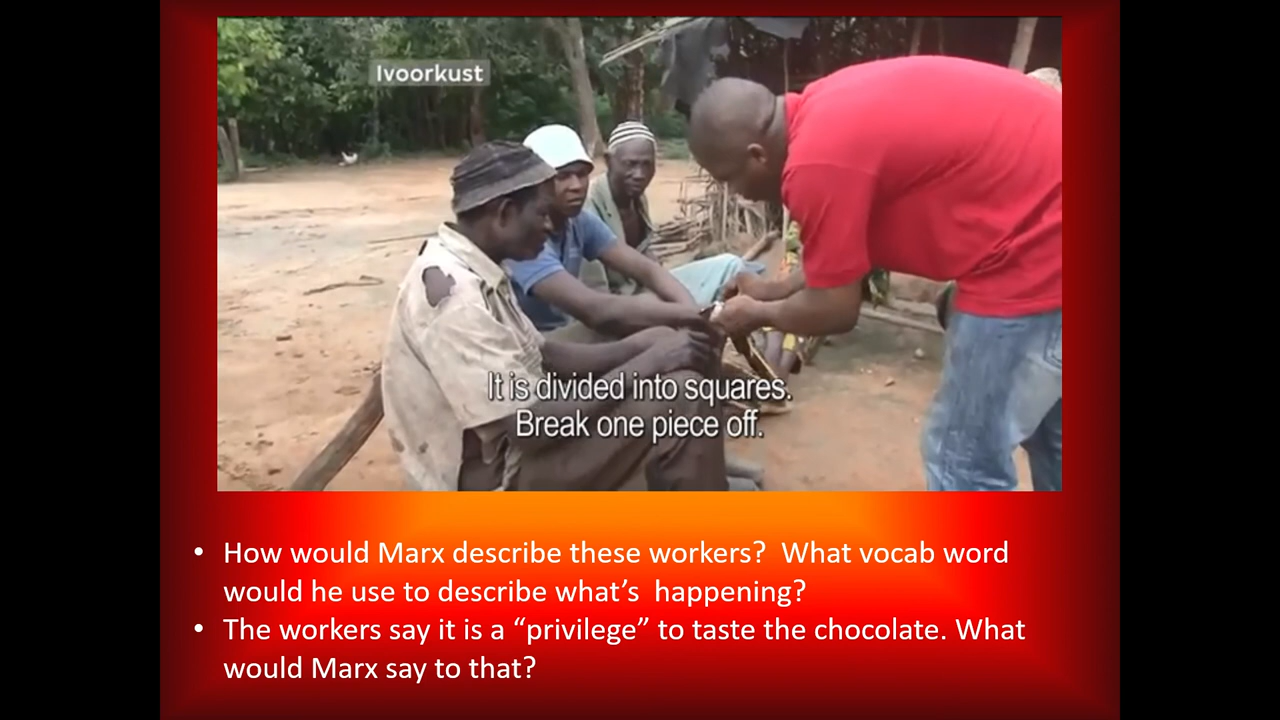 Ivoorkust
It is divided into squares.
Break one piece off.
• How would Marx describe these workers?  What vocab word
would he use to describe what’s  happening?
• The workers say it is a “privilege” to taste the chocolate. What
would Marx say to that?